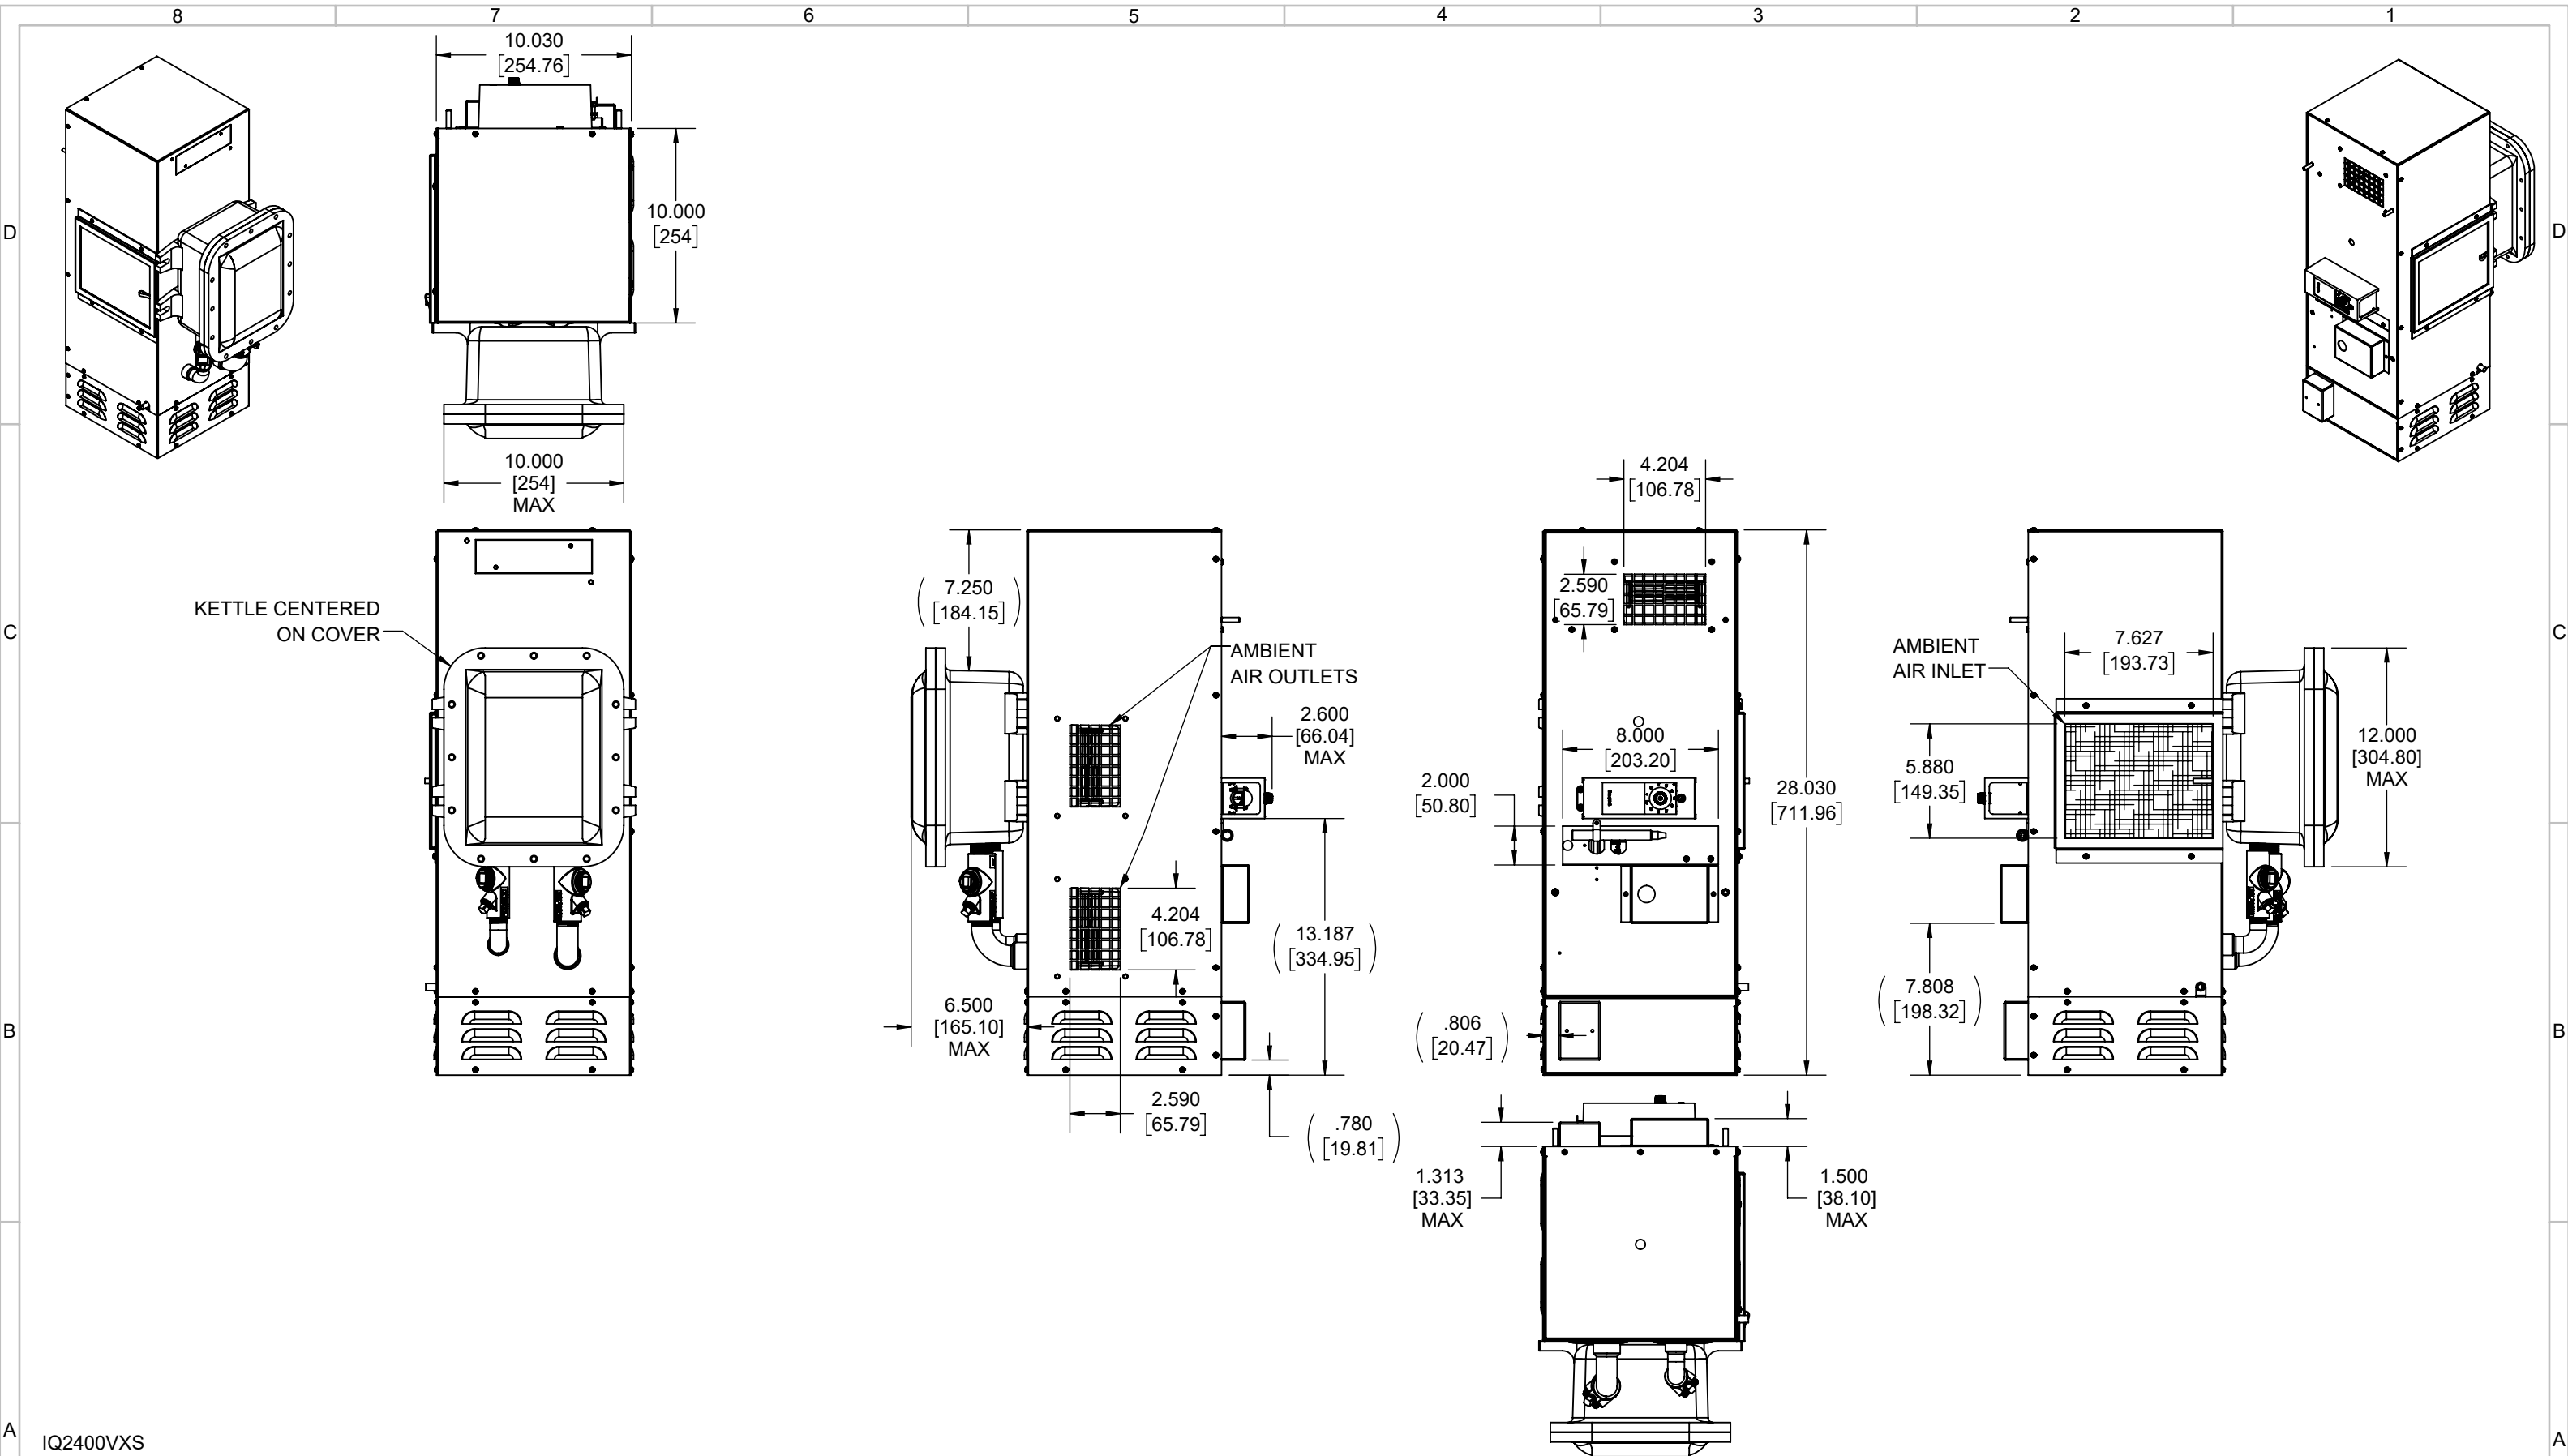 8 7 6 5 4 3 2 1
D
D
C
C
B
B
A
A
10.030
[254.76]
10.000
[254]
10.000
[254]
MAX
KETTLE CENTERED
ON COVER
7.250
[184.15]
AMBIENT
AIR OUTLETS
2.600
[66.04]
MAX
4.204
[106.78]
13.187
[334.95]
6.500
[165.10]
MAX
2.590
[65.79]
.780
[19.81]
4.204
[106.78]
2.590
[65.79]
8.000
[203.20]
2.000
[50.80]
28.030
[711.96]
.806
[20.47]
1.313
[33.35]
MAX
1.500
[38.10]
MAX
AMBIENT
AIR INLET
7.627
[193.73]
5.880
[149.35]
12.000
[304.80]
MAX
7.808
[198.32]
IQ2400VXS